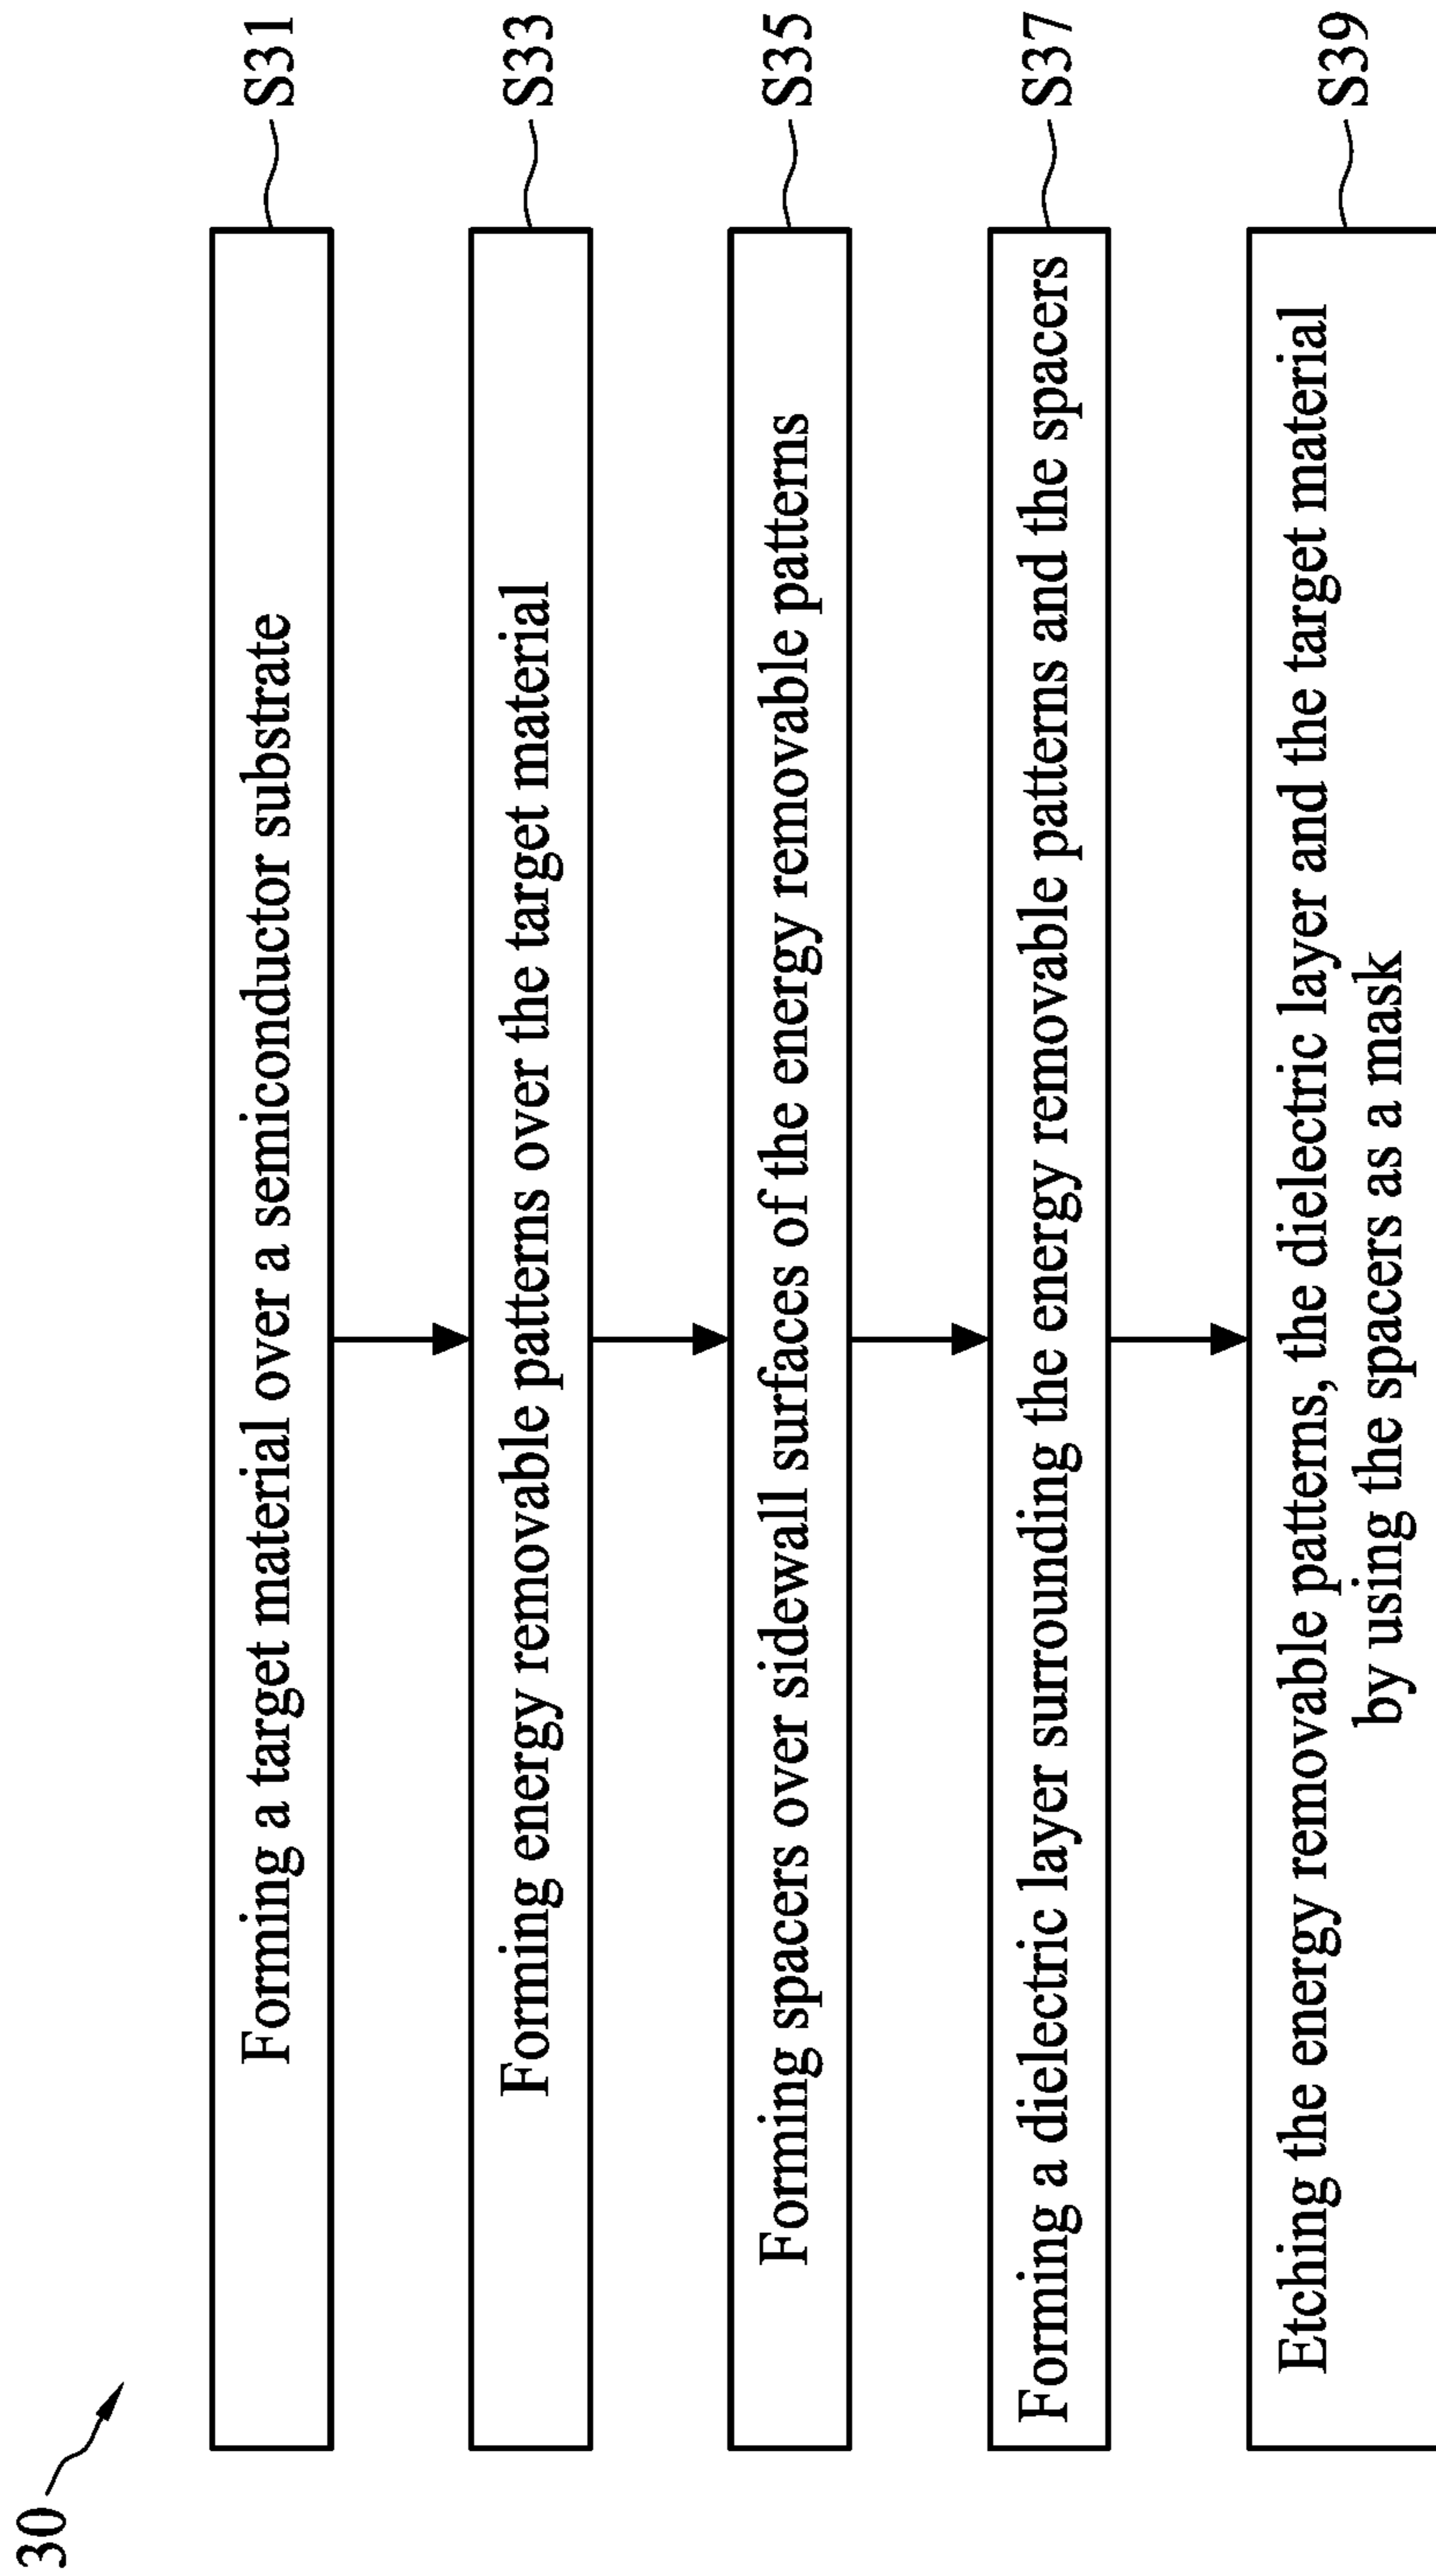 30
Forming a target material over a semiconductor substrate
S31
Forming energy removable patterns over the target material
S33
Forming spacers over sidewall surfaces of the energy removable patterns
S35
Forming a dielectric layer surrounding the energy removable patterns and the spacers
S37
Etching the energy removable patterns, the dielectric layer and the target material
by using the spacers as a mask
S39